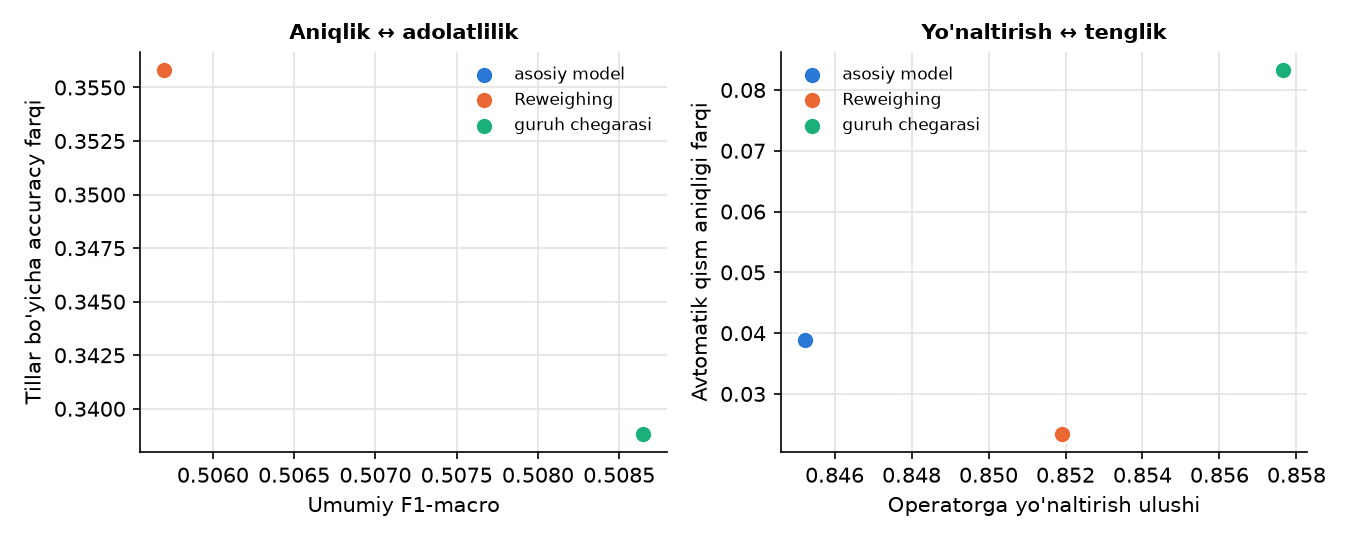 Aniqlik ↔ adolatlilik
Tillar bo'yicha accuracy farqi
0.3550
0.3525
0.3500
0.3475
0.3450
0.3425
0.3400
asosiy model
Reweighing
guruh chegarasi
0.5060 0.5065 0.5070 0.5075 0.5080 0.5085
Umumiy F1-macro
Yo'naltirish ↔ tenglik
Avtomatik qism aniqligi farqi
0.08
0.07
0.06
0.05
0.04
0.03
asosiy model
Reweighing
guruh chegarasi
0.846 0.848 0.850 0.852 0.854 0.856 0.858
Operatorga yo'naltirish ulushi